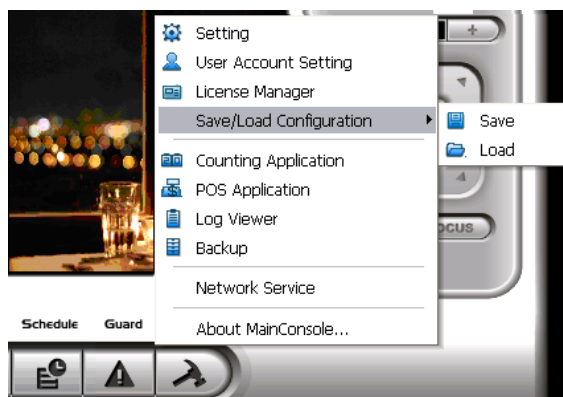 Setting
User Account Setting
License Manager
Save/Load Configuration
Save
Load
Counting Application
POS Application
Log Viewer
Backup
Network Service
About MainConsole...
OCUS
Schedule
Guard